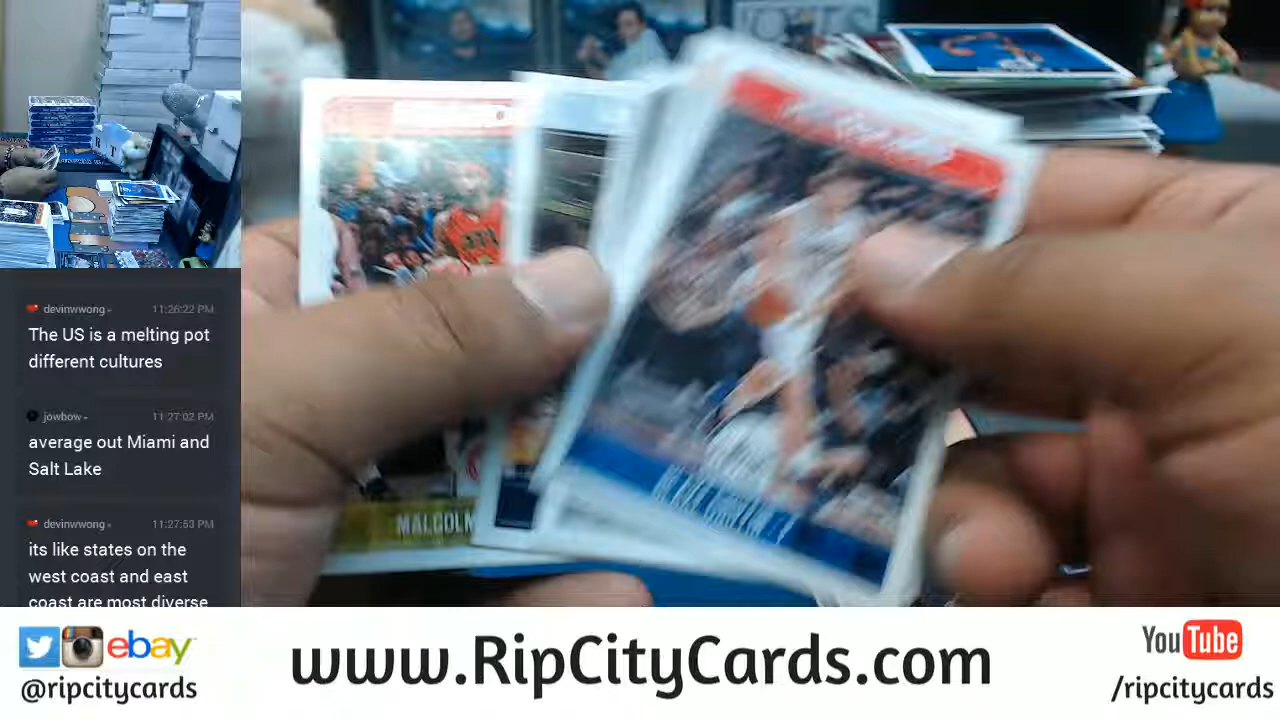 devinwwong 11:26:22 PM
The US is a melting pot
different cultures
jowbow 11:27:02 PM
average out Miami and
Salt Lake
devinwwong 11:27:53 PM
its like states on the
west coast and east
coast are most diverse
ATL
MALCOLM
ebay
@ripcitycards
www.RipCityCards.com
YouTube
/ripcitycards